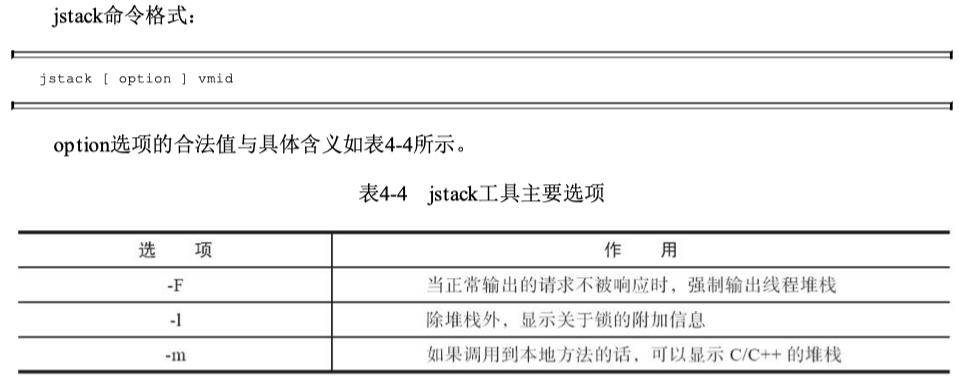 jstack命令格式：
jstack [ option ] vmid
option选项的合法值与具体含义如表4-4所示。
表4-4 jstack工具主要选项
选 项 作 用
-F 当正常输出的请求不被响应时，强制输出线程堆栈
-l 除堆栈外，显示关于锁的附加信息
-m 如果调用到本地方法的话，可以显示 C/C++ 的堆栈